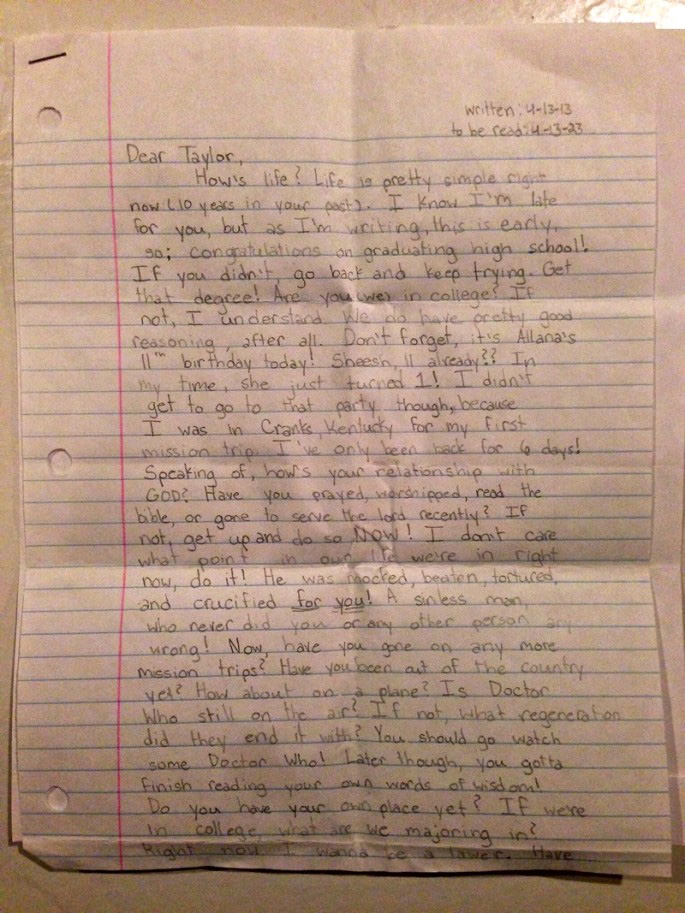 written: 4-13-13
to be read: 4-13-23
Dear Taylor,
How's life? Life is pretty simple right
now (10 years in your past). I know I'm late
for you, but as I'm writing, this is early,
so; congratulations on graduating high school!
If you didn't, go back and keep trying. Get
that degree! Are you (we) in college? If
not, I understand. We do have pretty good
reasoning, after all. Don't forget, it's Allana's
11th birthday today! Sheesh, 11 already?? In
my time, she just turned 1! I didn't
get to go to that party though, because
I was in Cranks, Kentucky for my first
mission trip. I've only been back for 6 days!
Speaking of, how's your relationship with
GOD? Have you prayed, worshipped, read the
bible, or gone to serve the lord recently? If
not, get up and do so NOW! I don't care
what point in our life we're in right
now, do it! He was mocked, beaten, tortured,
and crucified for you! A sinless man,
who never did you or any other person any
wrong! Now, have you gone on any more
mission trips? Have you been out of the country
yet? How about on a plane? Is Doctor
Who still on the air? If not, what regeneration
did they end it with? You should go watch
some Doctor Who! Later though, you gotta
finish reading your own words of wisdom!
Do you have your own place yet? If we're
in college, what are we majoring in?
Right now I wanna be a lawer. Have